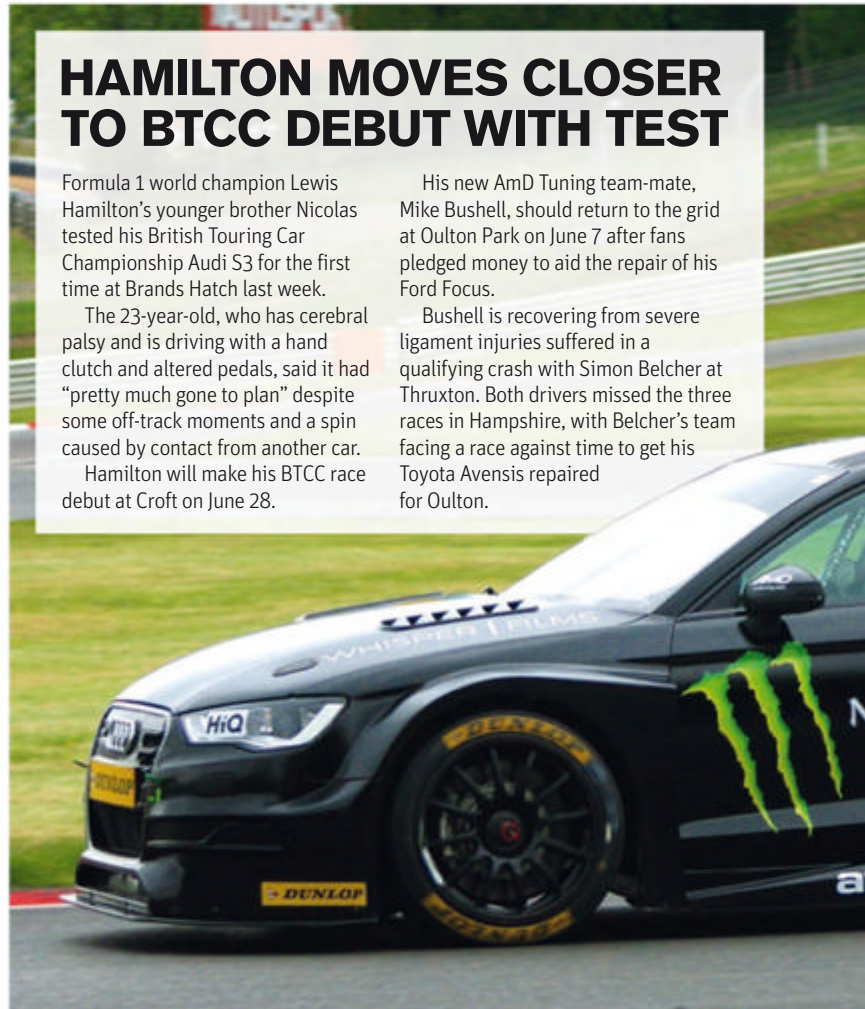 HAMILTON MOVES CLOSER
TO BTCC DEBUT WITH TEST
Formula 1 world champion Lewis
Hamilton’s younger brother Nicolas
tested his British Touring Car
Championship Audi S3 for the first
time at Brands Hatch last week.
The 23-year-old, who has cerebral
palsy and is driving with a hand
clutch and altered pedals, said it had
“pretty much gone to plan” despite
some off-track moments and a spin
caused by contact from another car.
Hamilton will make his BTCC race
debut at Croft on June 28.
His new AmD Tuning team-mate,
Mike Bushell, should return to the grid
at Oulton Park on June 7 after fans
pledged money to aid the repair of his
Ford Focus.
Bushell is recovering from severe
ligament injuries suffered in a
qualifying crash with Simon Belcher at
Thruxton. Both drivers missed the three
races in Hampshire, with Belcher’s team
facing a race against time to get his
Toyota Avensis repaired
for Oulton.
WHISPER FILMS
HiQ
DUNLOP
DUNLOP
DUNLOP
DUNLOP